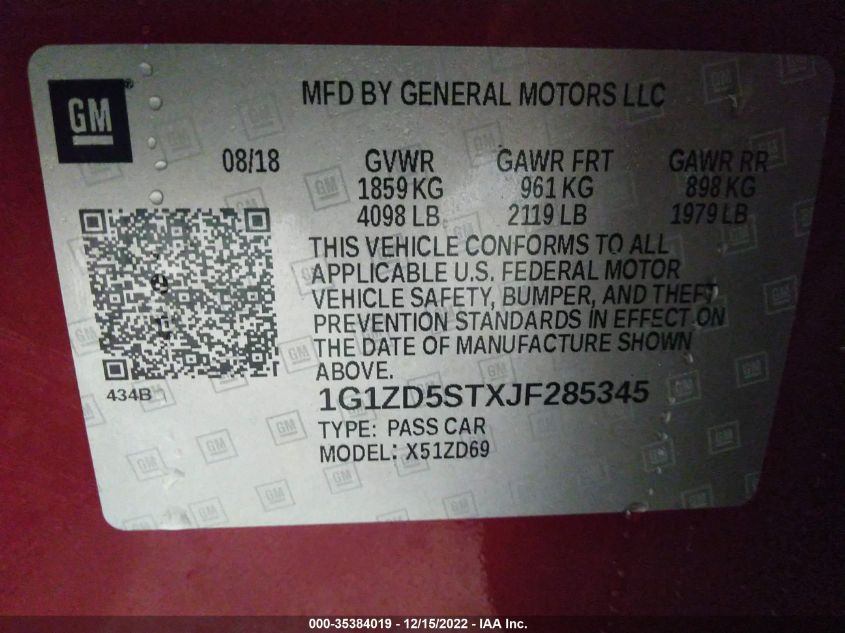 GM
MFD BY GENERAL MOTORS LLC
08/18 GVWR GAWR FRT GAWR RR
1859 KG 961 KG 898 KG
4098 LB 2119 LB 1979 LB
THIS VEHICLE CONFORMS TO ALL
APPLICABLE U.S. FEDERAL MOTOR
VEHICLE SAFETY, BUMPER, AND THEFT
PREVENTION STANDARDS IN EFFECT ON
THE DATE OF MANUFACTURE SHOWN
ABOVE.
434B
1G1ZD5STXJF285345
TYPE: PASS CAR
MODEL: X51ZD69
000-35384019 - 12/15/2022 - IAA Inc.